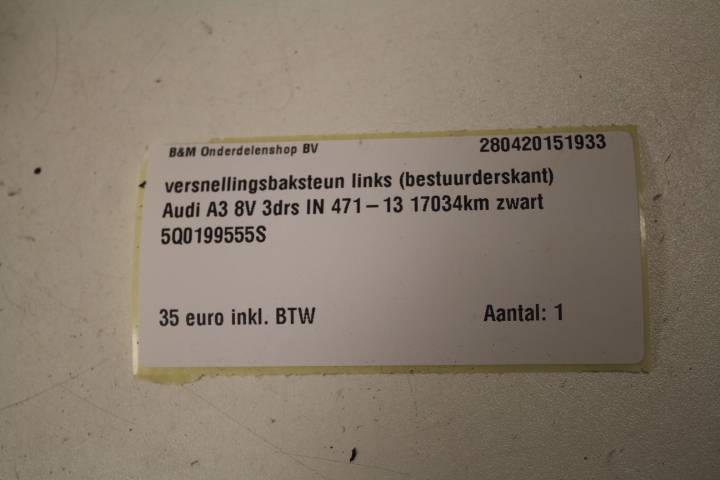 B&M Onderdelenshop BV 280420151933
versnellingsbaksteun links (bestuurderskant)
Audi A3 8V 3drs IN 471-13 17034km zwart
5Q0199555S
35 euro inkl. BTW Aantal: 1